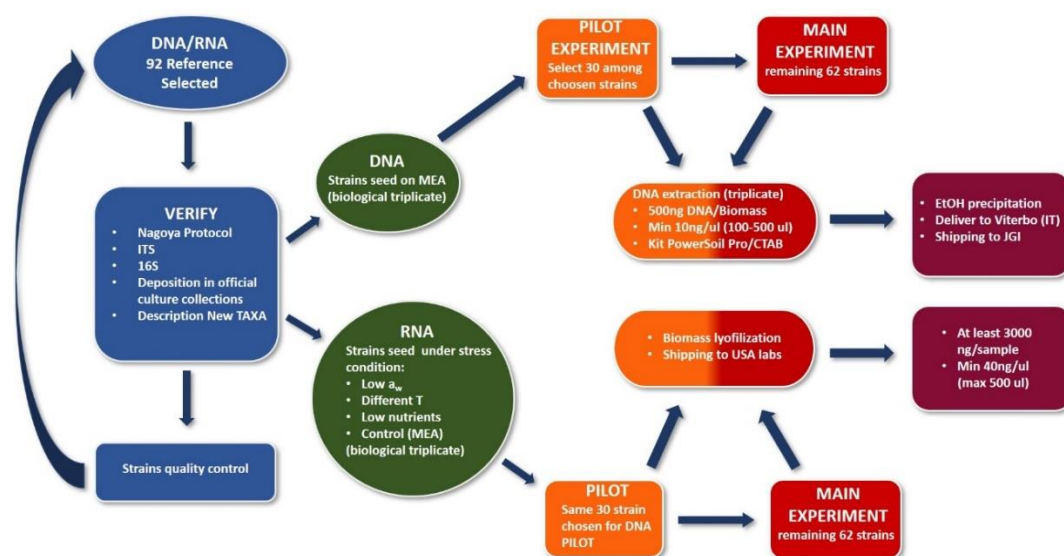 DNA/RNA
92 Reference
Selected
VERIFY
• Nagoya Protocol
• ITS
• 16S
• Deposition in official
culture collections
• Description New TAXA
Strains quality control
DNA
Strains seed on MEA
(biological triplicate)
RNA
Strains seed under stress
condition:
• Low aw
• Different T
• Low nutrients
• Control (MEA)
(biological triplicate)
PILOT
EXPERIMENT
Select 30 among
choosen strains
MAIN
EXPERIMENT
remaining 62 strains
DNA extraction (triplicate)
• 500ng DNA/Biomass
• Min 10ng/ul (100-500 ul)
• Kit PowerSoil Pro/CTAB
• EtOH precipitation
• Deliver to Viterbo (IT)
• Shipping to JGI
• Biomass lyofilization
• Shipping to USA labs
• At least 3000
ng/sample
• Min 40ng/ul
(max 500 ul)
PILOT
Same 30 strain
chosen for DNA
PILOT
MAIN
EXPERIMENT
remaining 62 strains